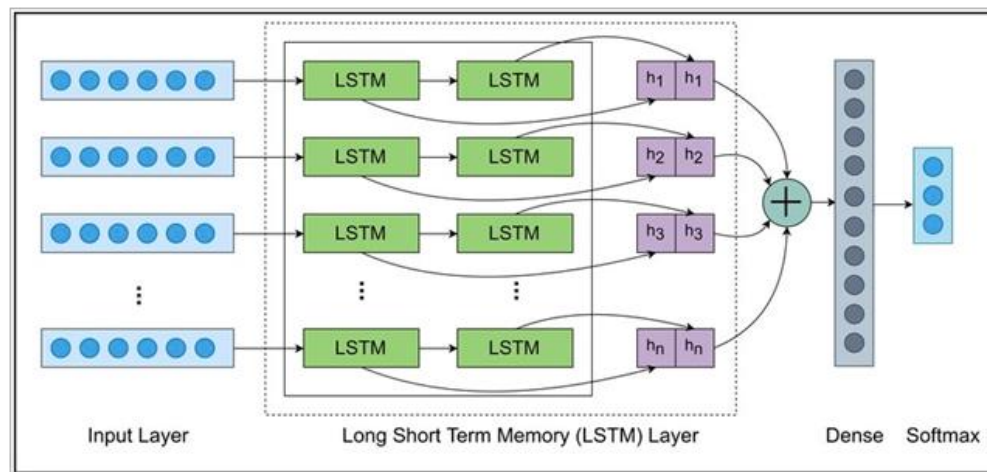 LSTM LSTM h1 h1
LSTM LSTM h2 h2
LSTM LSTM h3 h3
... ... ...
LSTM LSTM hn hn
Input Layer Long Short Term Memory (LSTM) Layer Dense Softmax